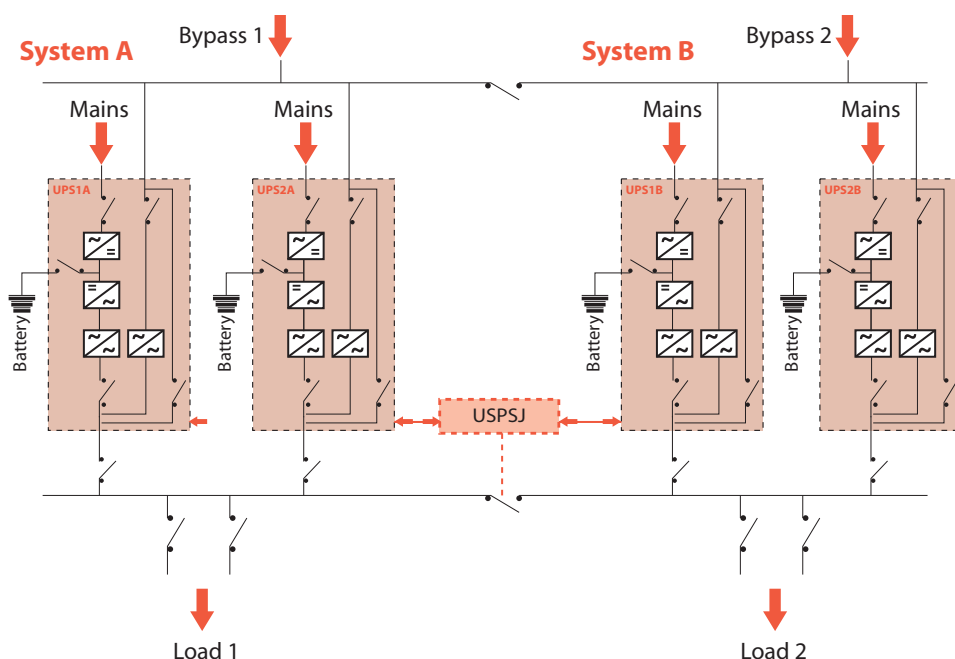 Bypass 1
Bypass 2
System A
System B
Mains
Mains
Mains
Mains
UPS1A
UPS2A
UPS1B
UPS2B
Battery
Battery
Battery
Battery
USPSJ
Load 1
Load 2